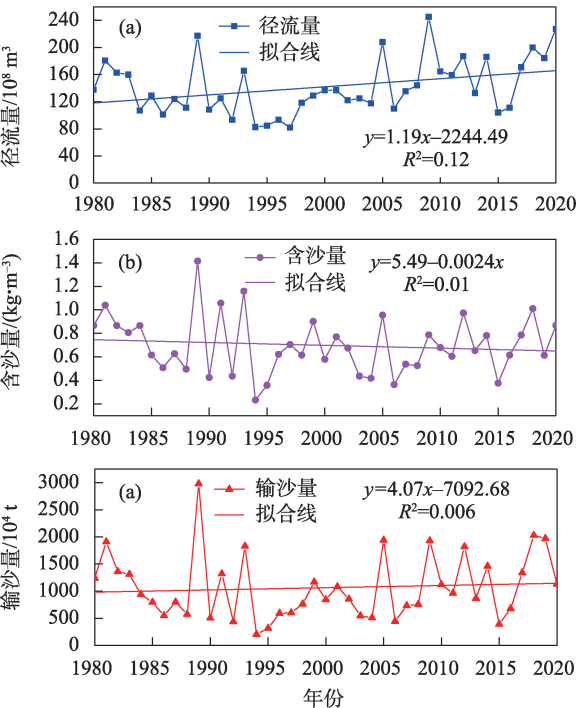 240
200
160
120
80
40
0
径流量/10⁸ m³
(a)
径流量
拟合线
y=1.19x–2244.49
R²=0.12
1980 1985 1990 1995 2000 2005 2010 2015 2020
1.6
1.4
1.2
1.0
0.8
0.6
0.4
0.2
含沙量/(kg·m⁻³)
(b)
含沙量
拟合线
y=5.49–0.0024x
R²=0.01
1980 1985 1990 1995 2000 2005 2010 2015 2020
3000
2500
2000
1500
1000
500
0
输沙量/10⁴ t
(a)
输沙量
拟合线
y=4.07x–7092.68
R²=0.006
1980 1985 1990 1995 2000 2005 2010 2015 2020
年份